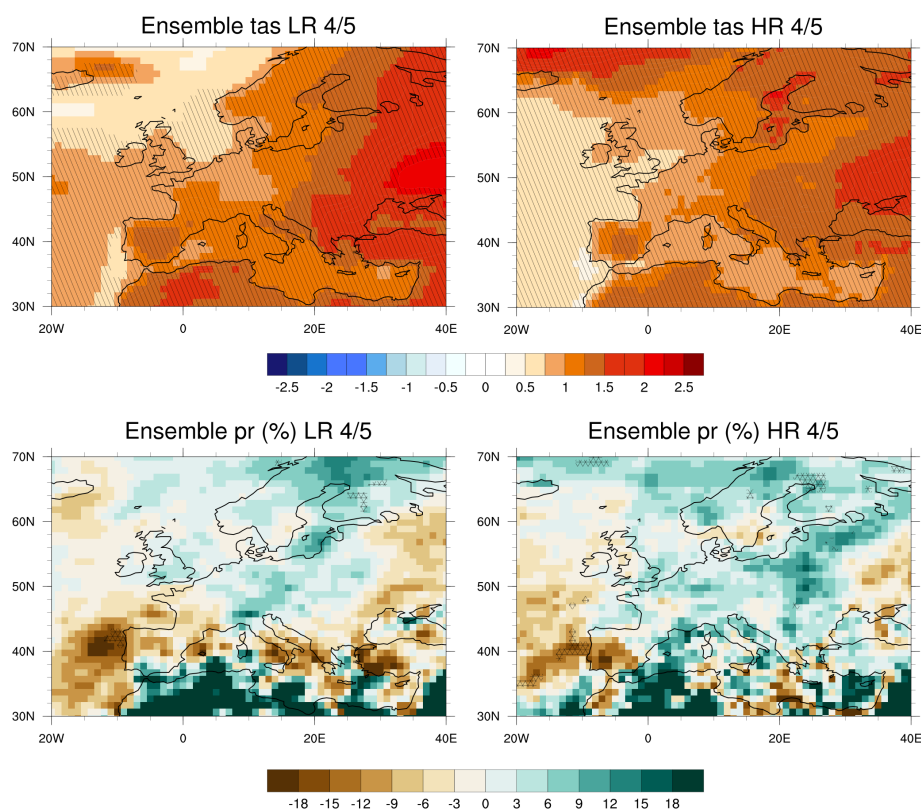 Ensemble tas LR 4/5 Ensemble tas HR 4/5
70N 70N
60N 60N
50N 50N
40N 40N
30N 30N
20W 0 20E 40E 20W 0 20E 40E
-2.5 -2 -1.5 -1 -0.5 0 0.5 1 1.5 2 2.5
Ensemble pr (%) LR 4/5 Ensemble pr (%) HR 4/5
70N 70N
60N 60N
50N 50N
40N 40N
30N 30N
20W 0 20E 40E 20W 0 20E 40E
-18 -15 -12 -9 -6 -3 0 3 6 9 12 15 18